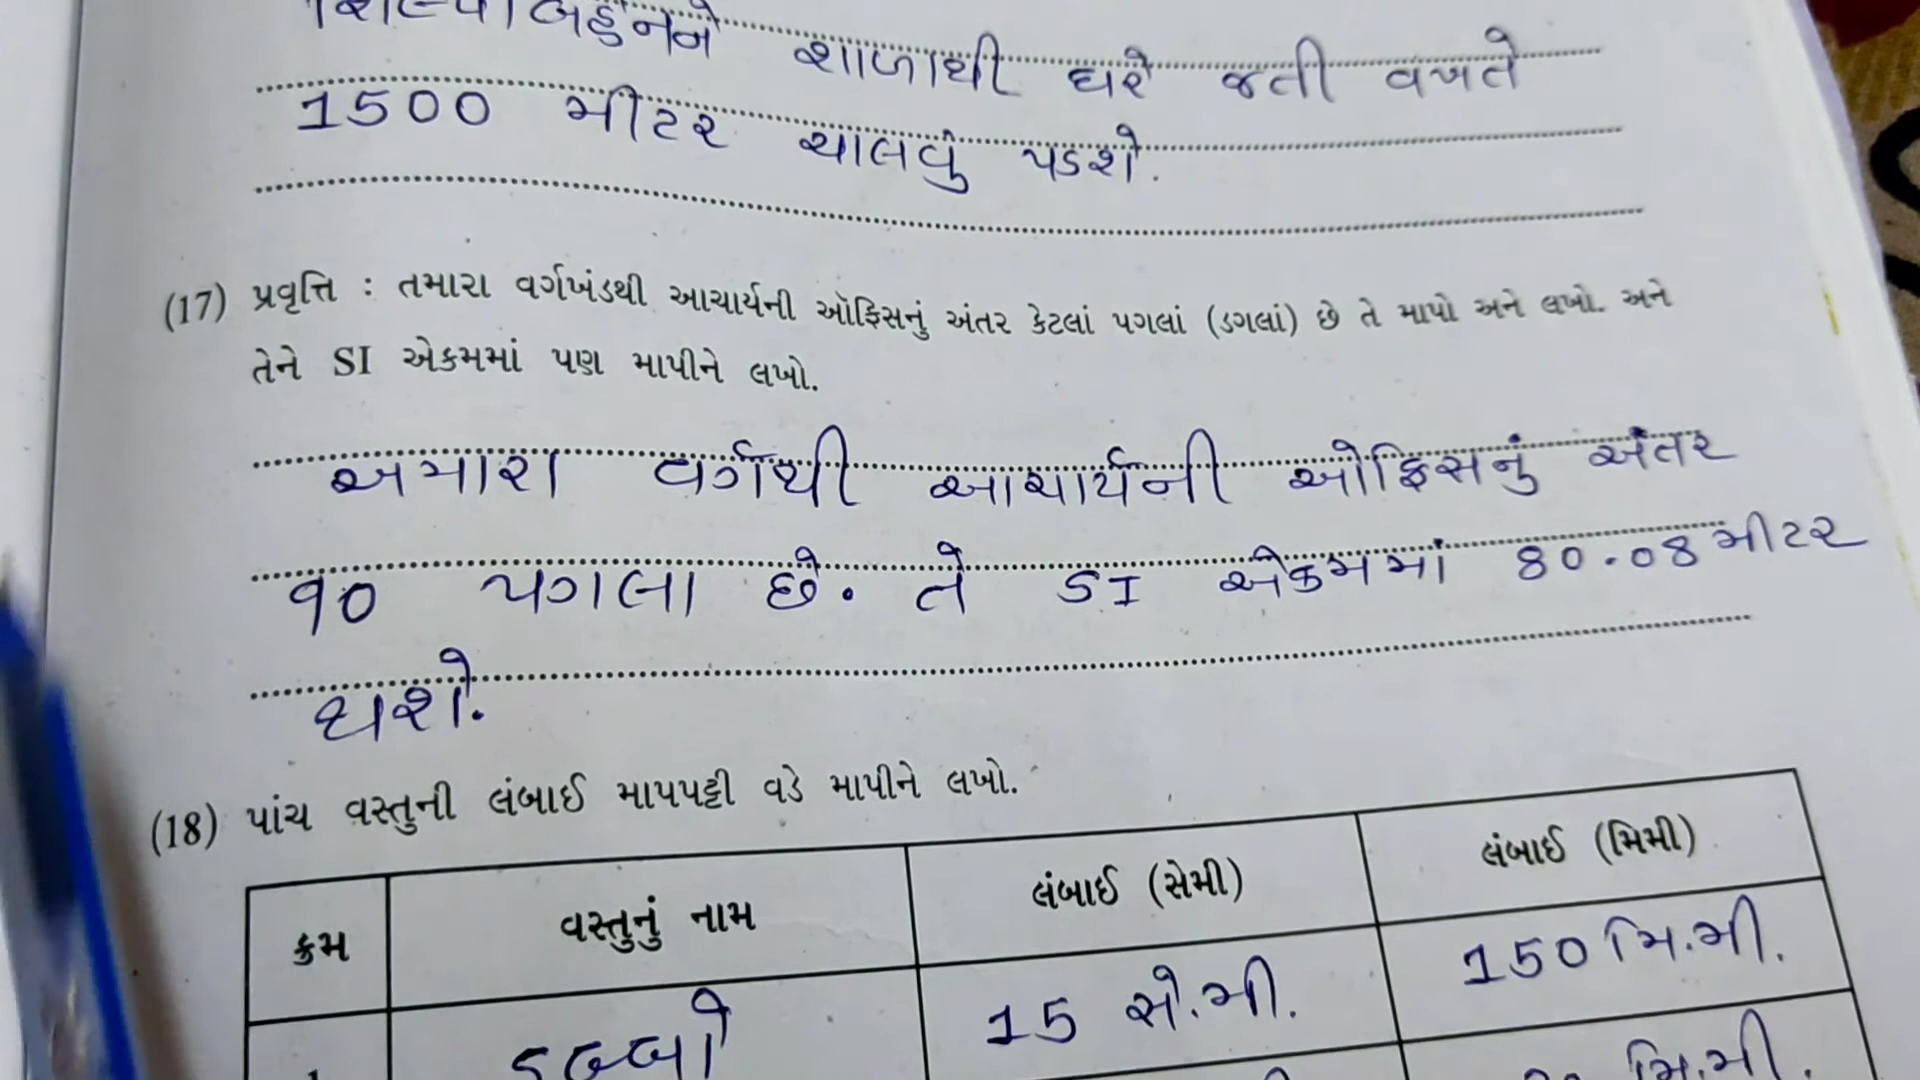 શાળાથી ઘરે જતી વખતે
1500 મીટર ચાલવું પડશે.
(17) પ્રવૃત્તિ : તમારા વર્ગખંડથી આચાર્યની ઑફિસનું અંતર કેટલાં પગલાં (ડગલાં) છે તે માપો અને લખો. અને
તેને SI એકમમાં પણ માપીને લખો.
અમારા વર્ગથી આચાર્યની ઓફિસનું અંતર
૧૦ પગલા છે. તે SI એકમમાં 80.08 મીટર
થશે.
(18) પાંચ વસ્તુની લંબાઈ માપપટ્ટી વડે માપીને લખો.
ક્રમ વસ્તુનું નામ લંબાઈ (સેમી) લંબાઈ (મિમી)
ડબ્બો 15 સે.મી. 150 મિ.મી.
મિ.મી.